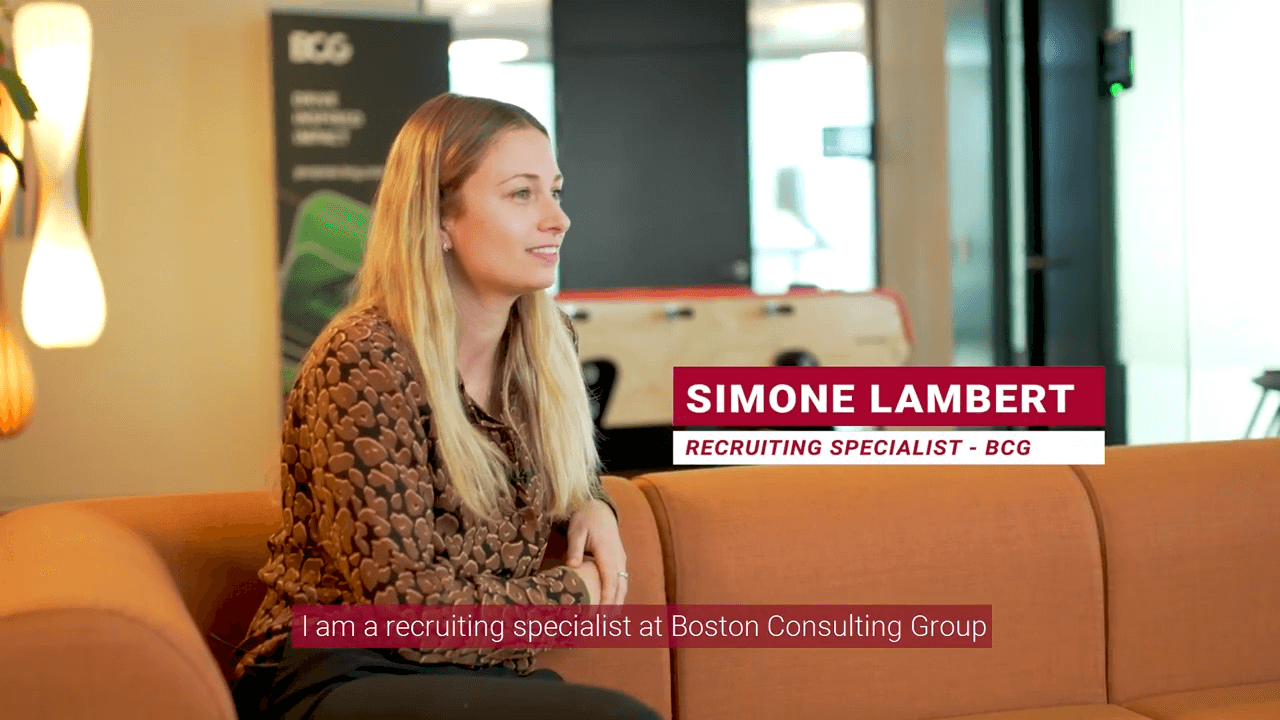 BCG
SIMONE LAMBERT
RECRUITING SPECIALIST - BCG
I am a recruiting specialist at Boston Consulting Group